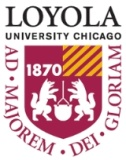 LOYOLA
UNIVERSITY CHICAGO
1870
AD • MAJOREM • DEI • GLORIAM